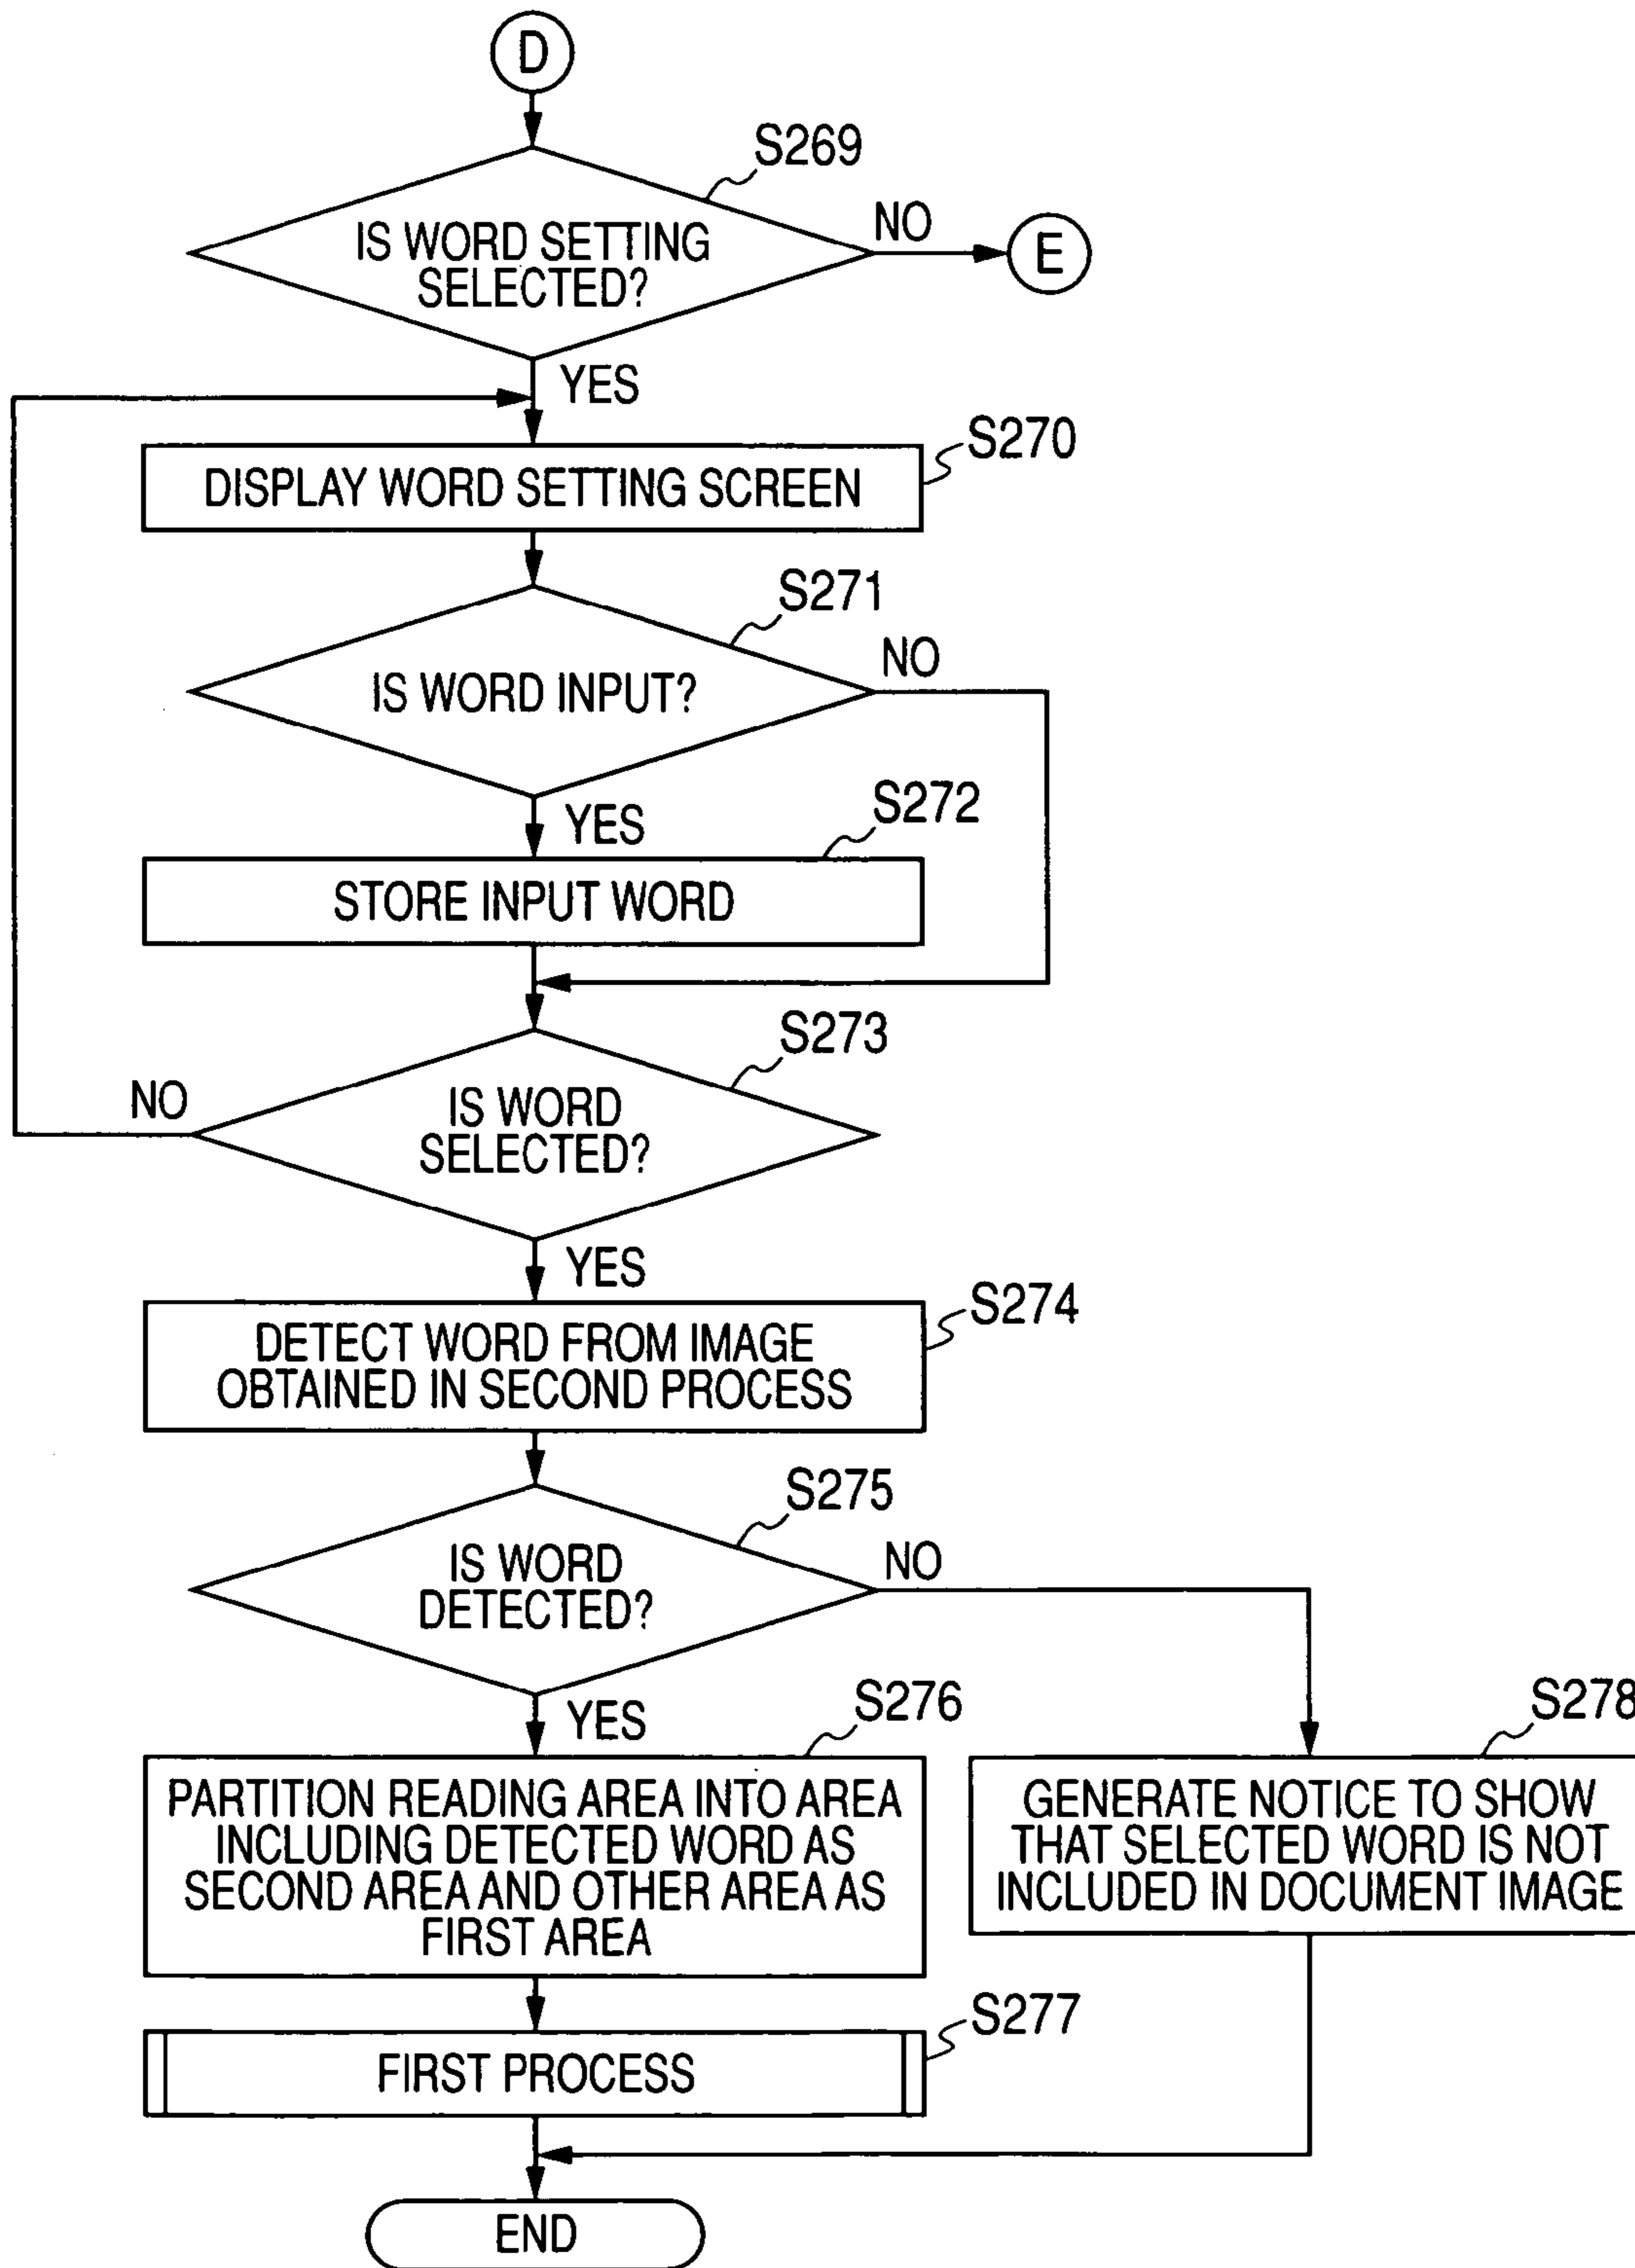 D
S269
IS WORD SETTING
SELECTED?
NO
E
YES
S270
DISPLAY WORD SETTING SCREEN
S271
IS WORD INPUT?
NO
YES
S272
STORE INPUT WORD
S273
IS WORD
SELECTED?
NO
YES
S274
DETECT WORD FROM IMAGE
OBTAINED IN SECOND PROCESS
S275
IS WORD
DETECTED?
NO
YES
S276
PARTITION READING AREA INTO AREA
INCLUDING DETECTED WORD AS
SECOND AREA AND OTHER AREA AS
FIRST AREA
S278
GENERATE NOTICE TO SHOW
THAT SELECTED WORD IS NOT
INCLUDED IN DOCUMENT IMAGE
S277
FIRST PROCESS
END